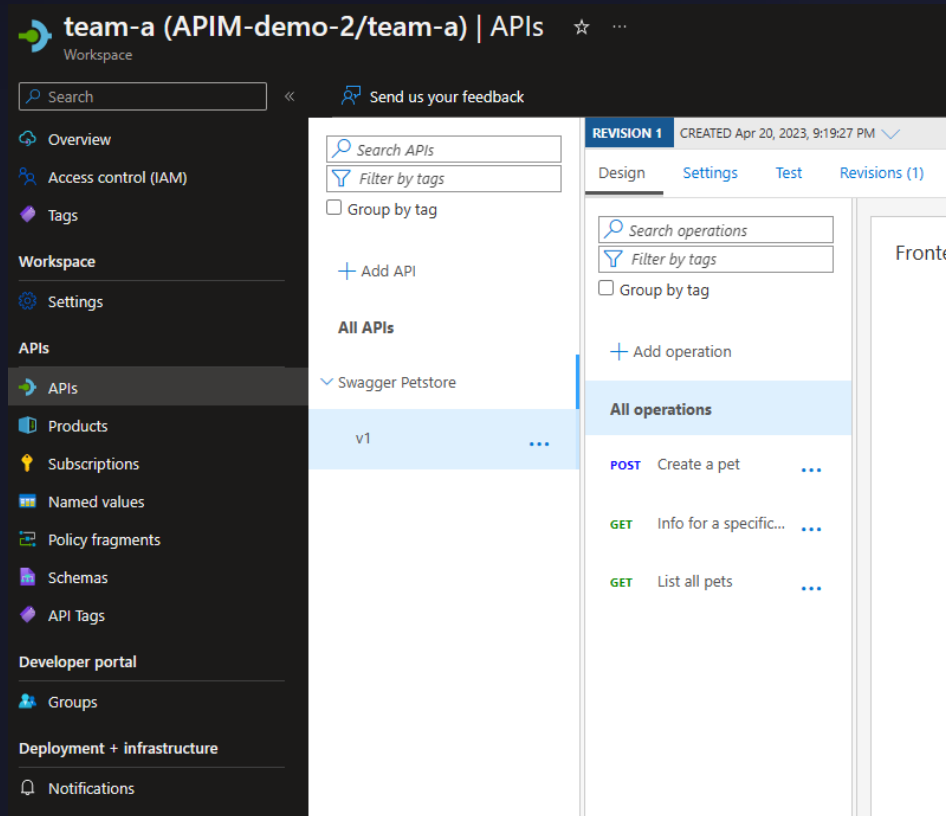 team-a (APIM-demo-2/team-a) | APIs
Workspace
Search
Send us your feedback
Overview
Access control (IAM)
Tags
Workspace
Settings
APIs
APIs
Products
Subscriptions
Named values
Policy fragments
Schemas
API Tags
Developer portal
Groups
Deployment + infrastructure
Notifications
Search APIs
Filter by tags
Group by tag
Add API
All APIs
Swagger Petstore
v1
REVISION 1 CREATED Apr 20, 2023, 9:19:27 PM
Design Settings Test Revisions (1)
Search operations
Filter by tags
Group by tag
Add operation
All operations
POST Create a pet
GET Info for a specific...
GET List all pets
Fronte